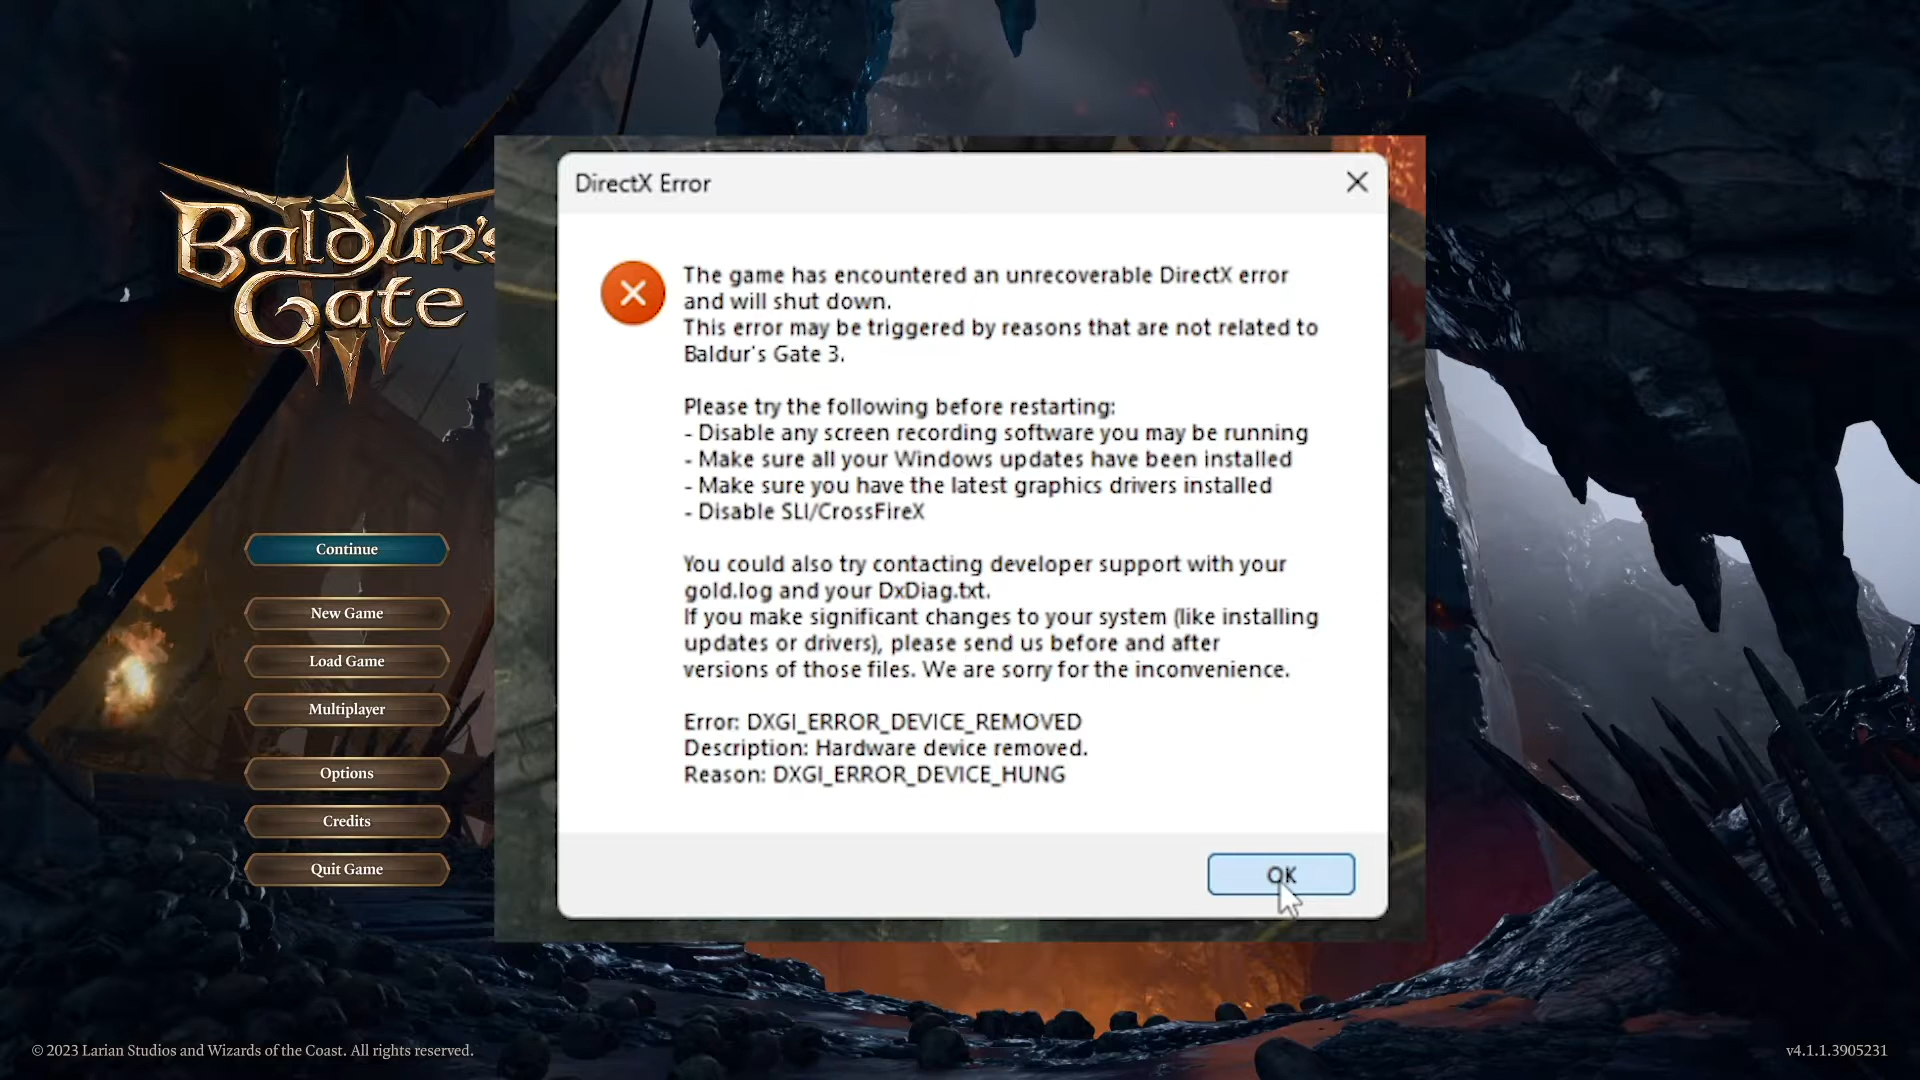 Baldur's
Gate
Continue
New Game
Load Game
Multiplayer
Options
Credits
Quit Game
DirectX Error
The game has encountered an unrecoverable DirectX error
and will shut down.
This error may be triggered by reasons that are not related to
Baldur's Gate 3.
Please try the following before restarting:
- Disable any screen recording software you may be running
- Make sure all your Windows updates have been installed
- Make sure you have the latest graphics drivers installed
- Disable SLI/CrossFireX
You could also try contacting developer support with your
gold.log and your DxDiag.txt.
If you make significant changes to your system (like installing
updates or drivers), please send us before and after
versions of those files. We are sorry for the inconvenience.
Error: DXGI_ERROR_DEVICE_REMOVED
Description: Hardware device removed.
Reason: DXGI_ERROR_DEVICE_HUNG
OK
© 2023 Larian Studios and Wizards of the Coast. All rights reserved.
v4.1.1.3905231